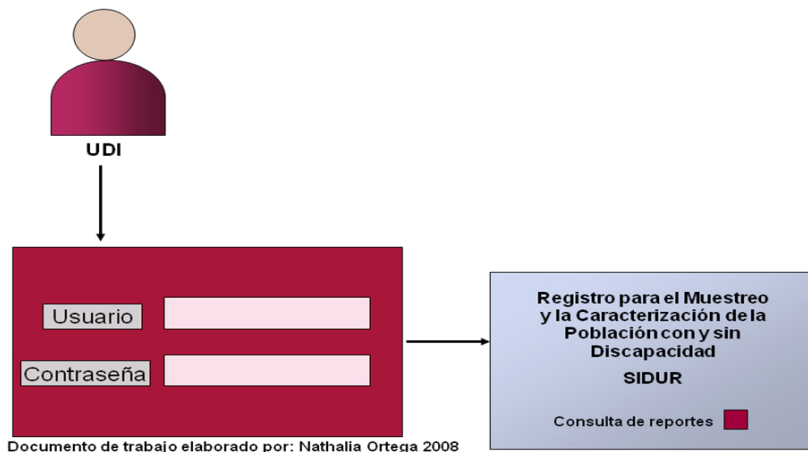 UDI
Usuario
Contraseña
Registro para el Muestreo
y la Caracterización de la
Población con y sin
Discapacidad
SIDUR
Consulta de reportes
Documento de trabajo elaborado por: Nathalia Ortega 2008